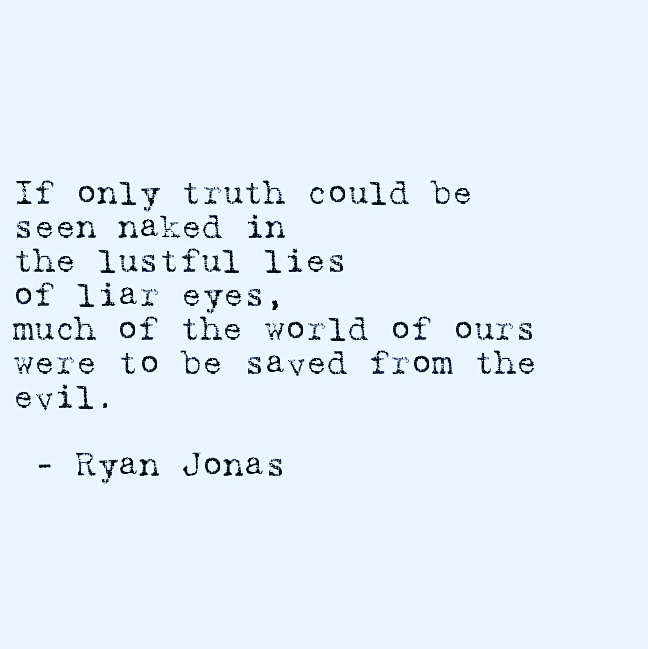 If only truth could be
seen naked in
the lustful lies
of liar eyes,
much of the world of ours
were to be saved from the
evil.
- Ryan Jonas